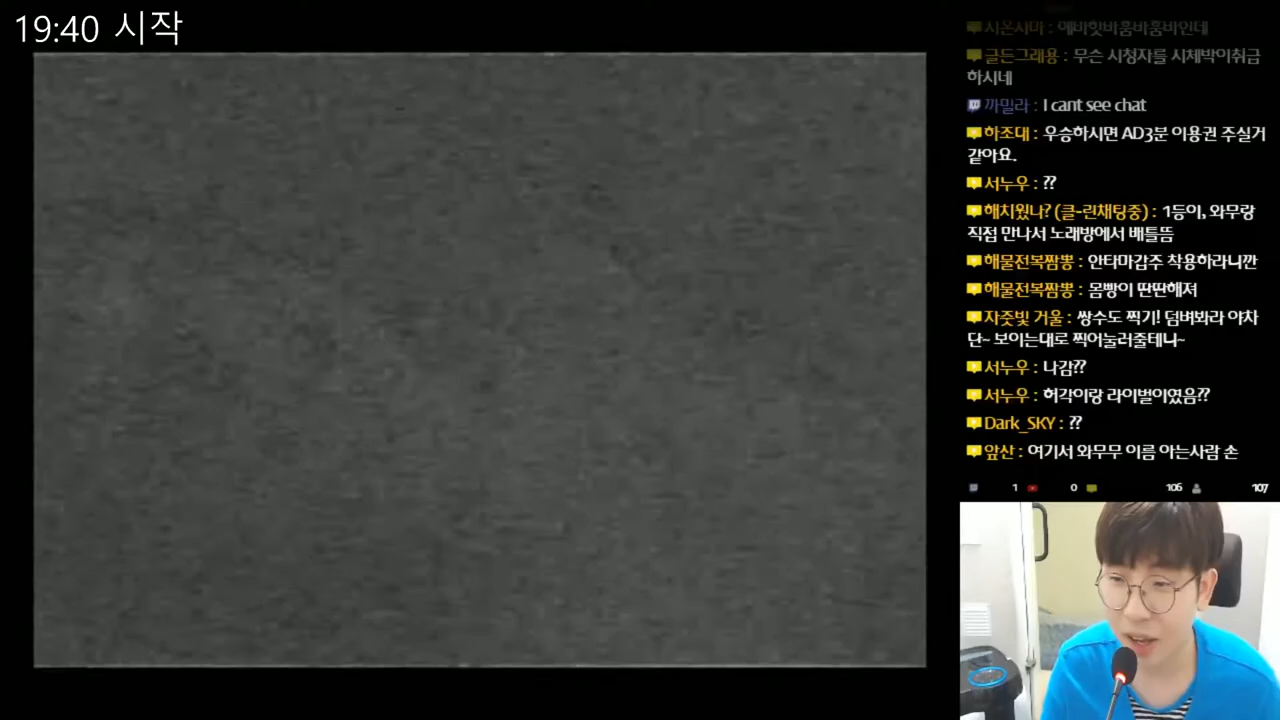 19:40 시작
시온시마 : 애비핫바홈바홈바인데
글든그래용 : 무슨 시청자를 시체박이취급
하시네
까밀라 : I cant see chat
하조대 : 우승하시면 AD3분 이용권 주실거
같아요.
서누우 : ??
해치웠나? (클-린채팅중) : 1등이, 와무랑
직접 만나서 노래방에서 배틀뜸
해물전복짬뽕 : 안타마갑주 착용하라니깐
해물전복짬뽕 : 몸빵이 딴딴해져
자줏빛 거울 : 쌍수도 찍기! 덤벼봐라 야차
단~ 보이는대로 찍어눌러줄테니~
서누우 : 나감??
서누우 : 허각이랑 라이벌이였음??
Dark_SKY : ??
앞산 : 여기서 와무무 이름 아는사람 손
1 0 106 107